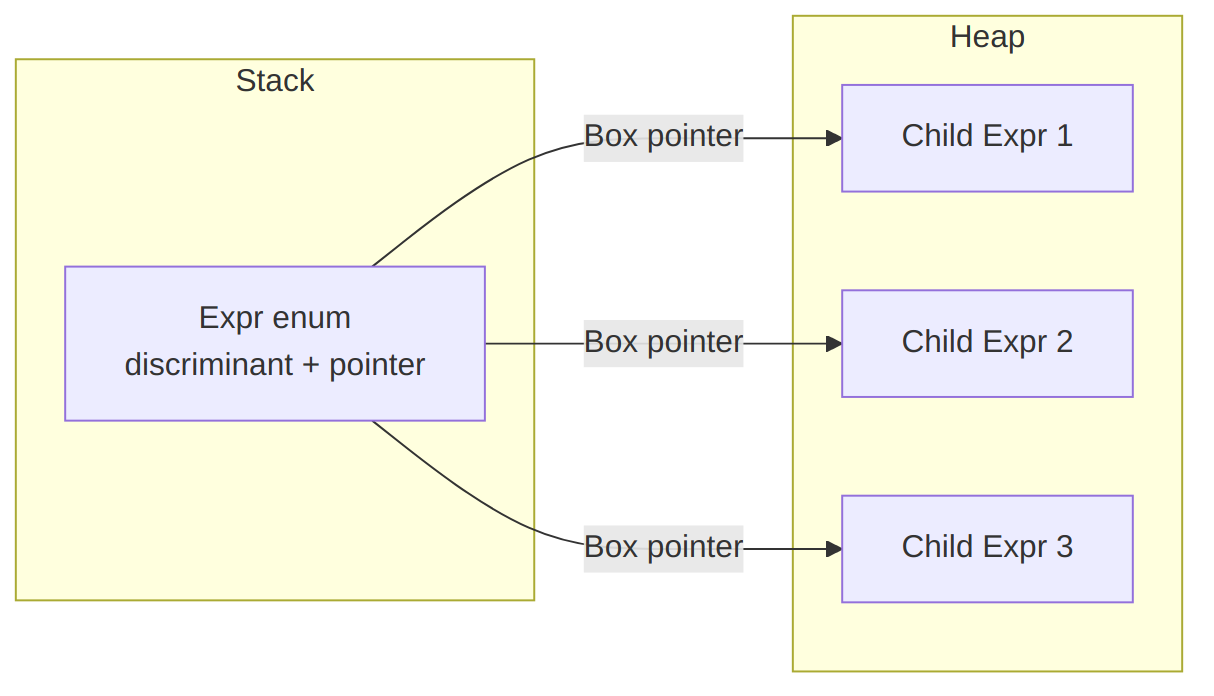 Stack
Heap
Expr enum
discriminant + pointer
Box pointer
Box pointer
Box pointer
Child Expr 1
Child Expr 2
Child Expr 3